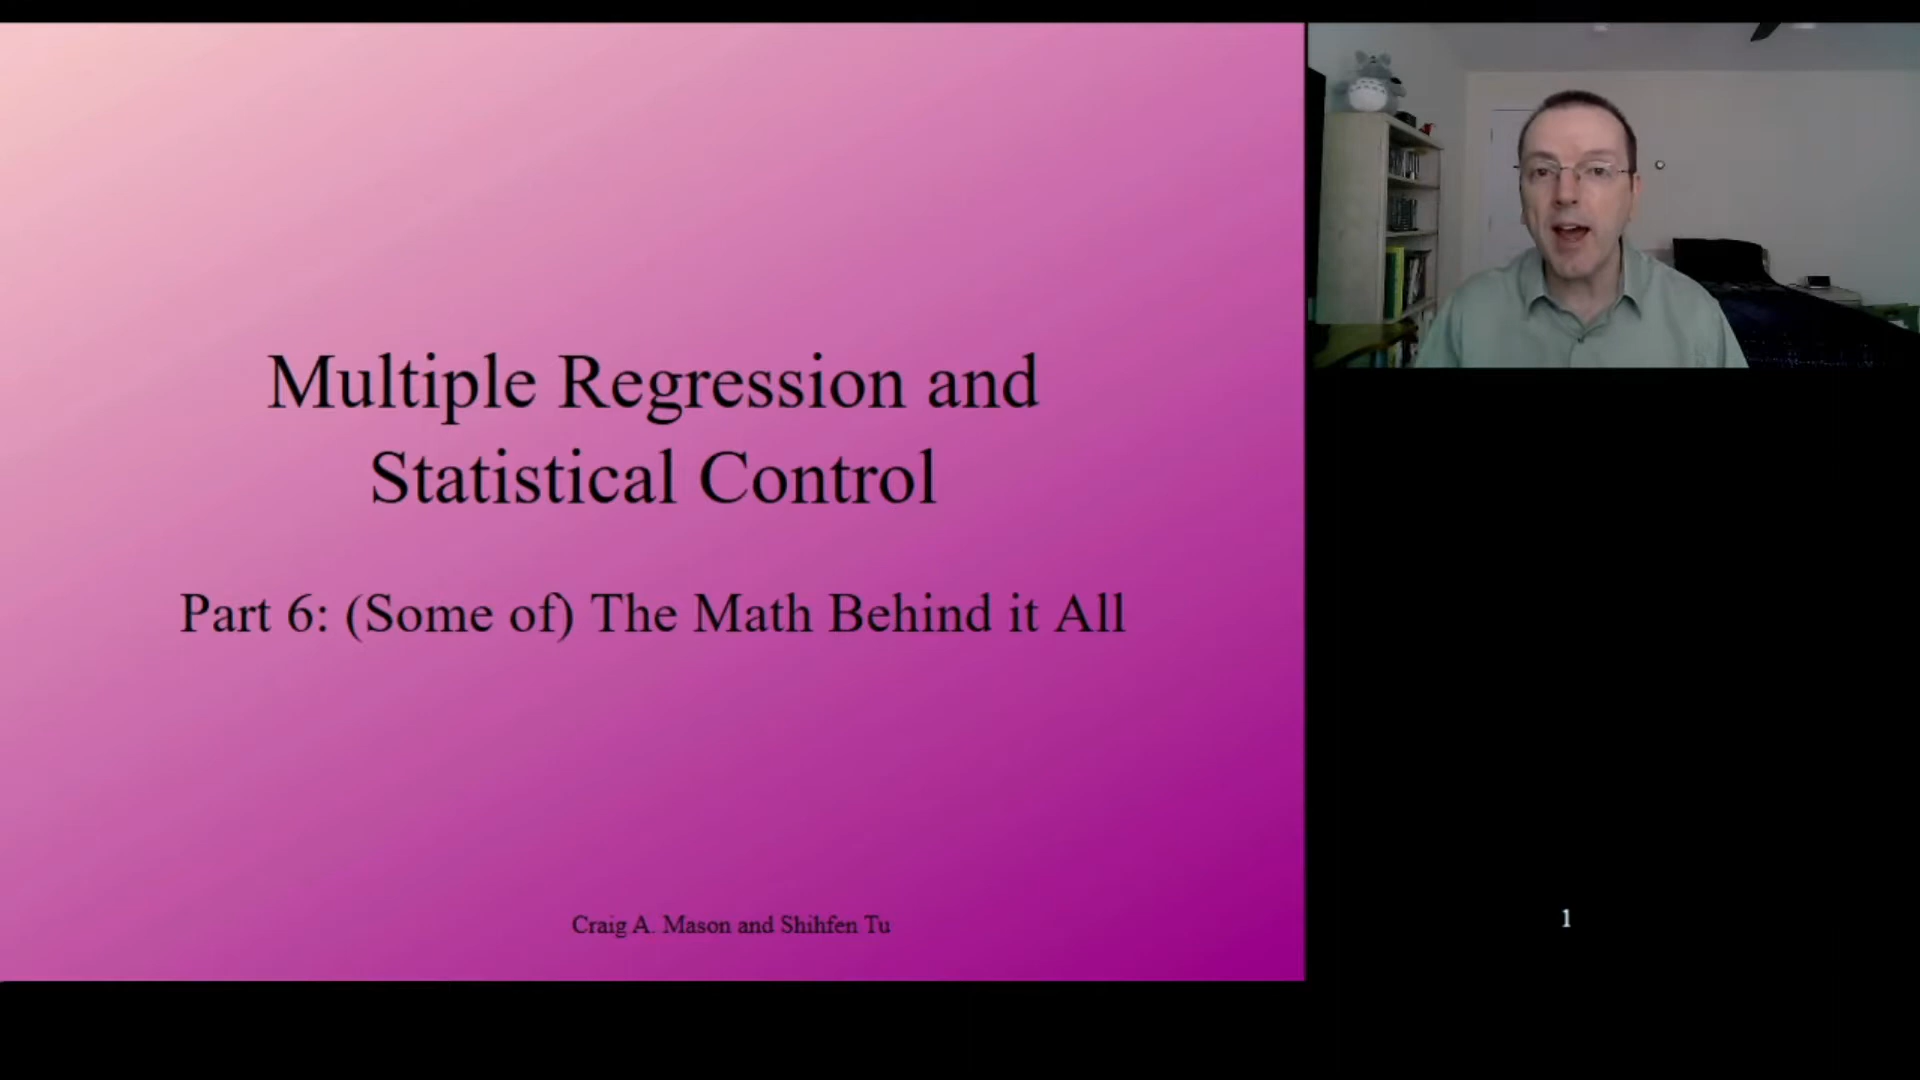 Multiple Regression and
Statistical Control
Part 6: (Some of) The Math Behind it All
Craig A. Mason and Shihfen Tu
1